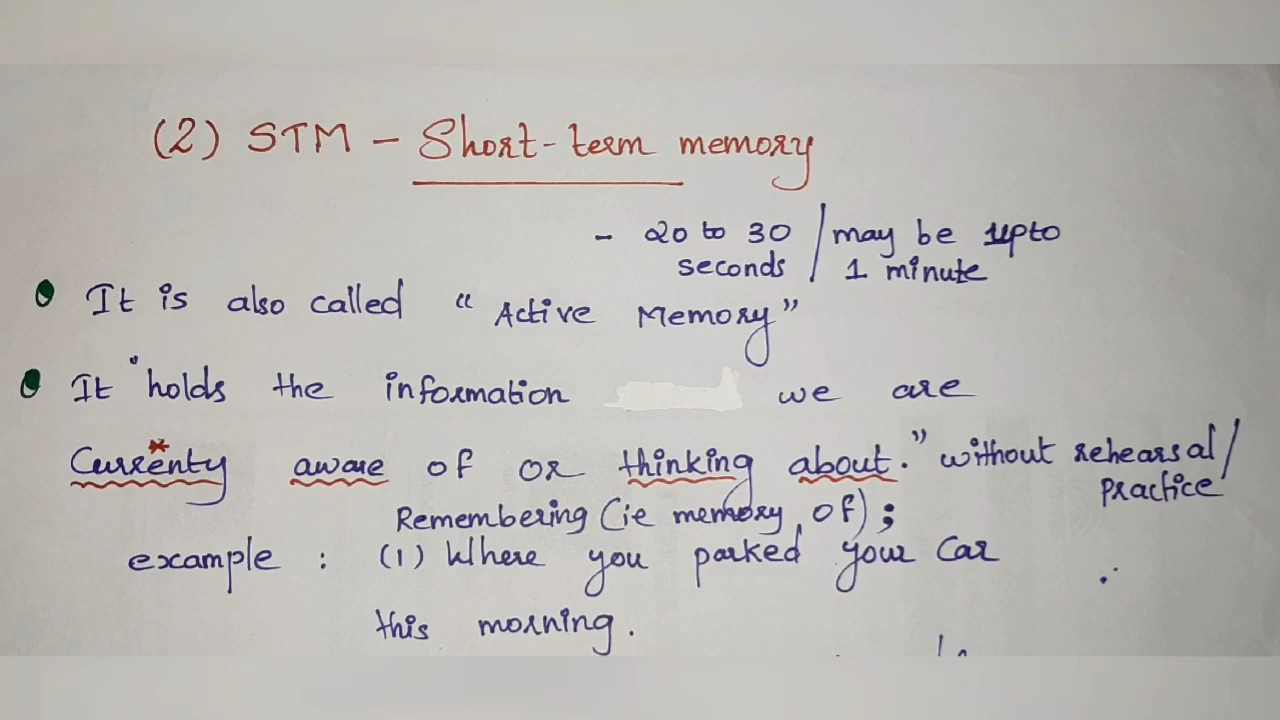 (2) STM - Short-term memory
- 20 to 30 / may be upto
seconds / 1 minute
It is also called "Active Memory"
It "holds the information we are
Currenty aware of or thinking about." without rehearsal/
practice
Remembering (ie memory of);
example : (1) Where you parked your Car
this morning.